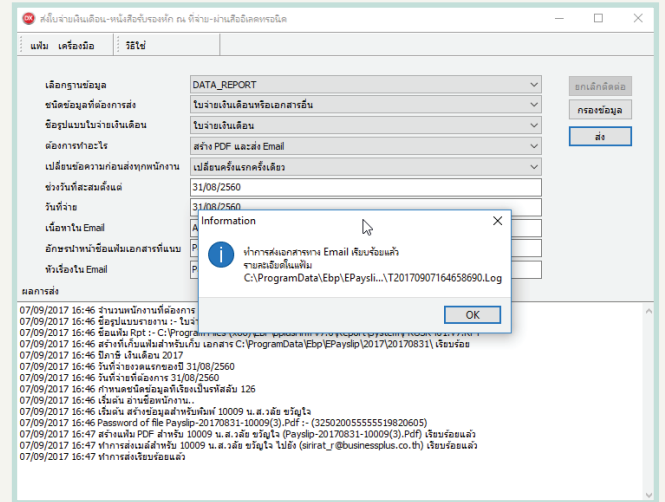 ส่งใบจ่ายเงินเดือน-หนังสือรับรองหัก ณ ที่จ่าย-ผ่านสื่ออิเลคทรอนิค
แฟ้ม เครื่องมือ วิธีใช้
เลือกฐานข้อมูล DATA_REPORT ยกเลิกติดต่อ
ชนิดข้อมูลที่ต้องการส่ง ใบจ่ายเงินเดือนหรือเอกสารอื่น กรองข้อมูล
ชื่อรูปแบบใบจ่ายเงินเดือน ใบจ่ายเงินเดือน ส่ง
ต้องการทำอะไร สร้าง PDF และส่ง Email
เปลี่ยนข้อความก่อนส่งทุกพนักงาน เปลี่ยนครั้งแรกครั้งเดียว
ช่วงวันที่สะสมตั้งแต่ 31/08/2560
วันที่จ่าย 31/08/2560
เนื้อหาใน Email
อักษรนำหน้าชื่อแฟ้มเอกสารที่แนบ
หัวเรื่องใน Email
Information
ทำการส่งเอกสารทาง Email เรียบร้อยแล้ว
รายละเอียดในแฟ้ม
C:\ProgramData\Ebp\EPaysli...\T20170907164658690.Log
OK
ผลการส่ง
07/09/2017 16:46 จำนวนพนักงานที่ต้องการ
07/09/2017 16:46 ชื่อรูปแบบรายงาน :-
07/09/2017 16:46 ชื่อแฟ้ม Rpt :-
07/09/2017 16:46 สร้างที่เก็บแฟ้มสำหรับเก็บ เอกสาร C:\ProgramData\Ebp\EPayslip\2017\20170831\ เรียบร้อย
07/09/2017 16:46 ปีภาษี เงินเดือน 2017
07/09/2017 16:46 วันที่จ่ายงวดแรกของปี 31/08/2560
07/09/2017 16:46 วันที่จ่ายที่ต้องการ 31/08/2560
07/09/2017 16:46 กำหนดชนิดข้อมูลที่เรียงเป็นรหัสลับ 126
07/09/2017 16:46 เริ่มต้น อ่านชื่อพนักงาน..
07/09/2017 16:46 เริ่มต้น สร้างข้อมูลสำหรับพิมพ์ 10009 น.ส.วลัย ขวัญใจ
07/09/2017 16:46 Password of file Payslip-20170831-10009(3).Pdf :- (325020055555519820605)
07/09/2017 16:47 สร้างแฟ้ม PDF สำหรับ 10009 น.ส.วลัย ขวัญใจ (Payslip-20170831-10009(3).Pdf) เรียบร้อยแล้ว
07/09/2017 16:47 ทำการส่งเมล์สำหรับ 10009 น.ส.วลัย ขวัญใจ ไปยัง (sirirat_r@businessplus.co.th) เรียบร้อยแล้ว
07/09/2017 16:47 ทำการส่งเรียบร้อยแล้ว